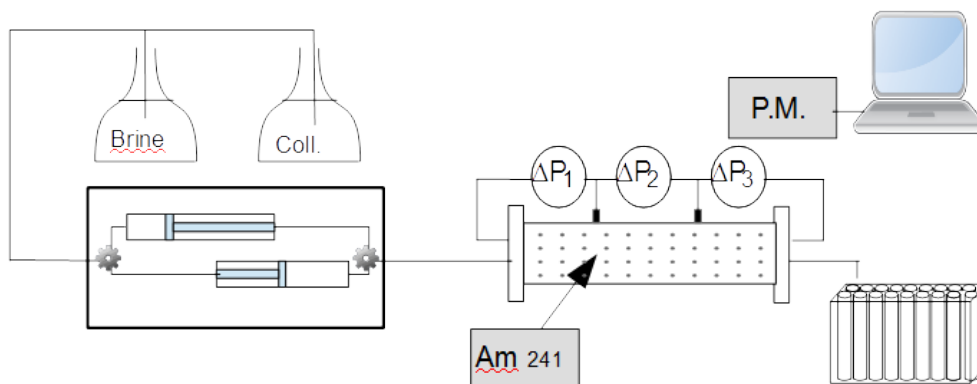 Brine
Coll.
P.M.
ΔP1
ΔP2
ΔP3
Am 241